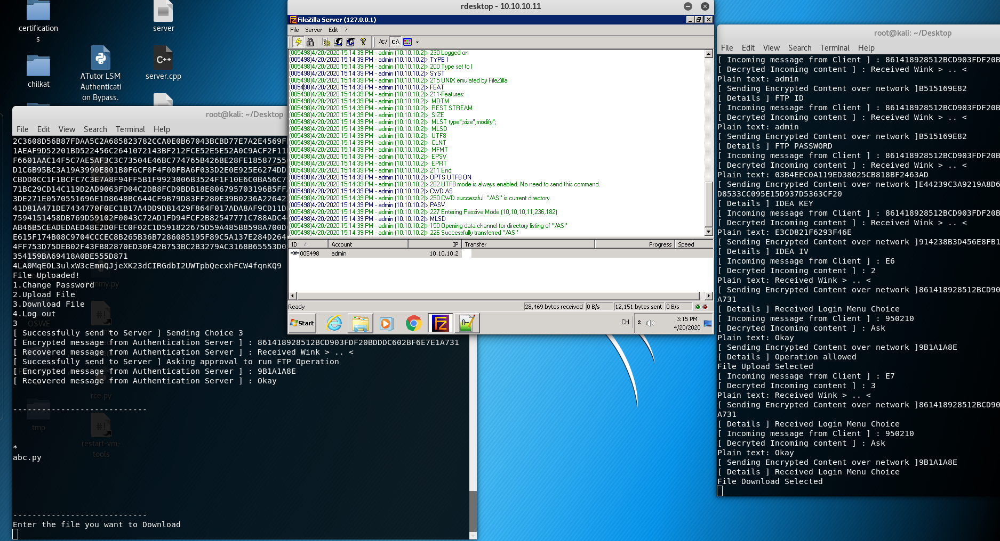 certification
s
server
chilkat
ATutor LSM
Authenticati
on Bypass.
server.cpp
root@kali: ~/Desktop
File Edit View Search Terminal Help
1.Change Password
2.Upload File
3.Download File
4.Log out
3
[ Successfully send to Server ] Sending Choice 3
[ Encrypted message from Authentication Server ] : 861418928512BCD903FDF20BDDDC602BF6E7E1A731
[ Recovered message from Authentication Server ] : Received Wink > .. <
[ Successfully send to Server ] Asking approval to run FTP Operation
[ Encrypted message from Authentication Server ] : 9B1A1A8E
[ Recovered message from Authentication Server ] : Okay
----------------------------
*
abc.py
----------------------------
Enter the file you want to Download
OSWE
rce.py
tmp
restart-vm-
tools
rdesktop - 10.10.10.11
FileZilla Server (127.0.0.1)
File Server Edit ?
/C/ C:\
(005498)4/20/2020 15:14:39 PM - admin (10.10.10.2)> 230 Logged on
(005498)4/20/2020 15:14:39 PM - admin (10.10.10.2)> TYPE I
(005498)4/20/2020 15:14:39 PM - admin (10.10.10.2)> 200 Type set to I
(005498)4/20/2020 15:14:39 PM - admin (10.10.10.2)> SYST
(005498)4/20/2020 15:14:39 PM - admin (10.10.10.2)> 215 UNIX emulated by FileZilla
(005498)4/20/2020 15:14:39 PM - admin (10.10.10.2)> FEAT
(005498)4/20/2020 15:14:39 PM - admin (10.10.10.2)> 211-Features:
(005498)4/20/2020 15:14:39 PM - admin (10.10.10.2)> MDTM
(005498)4/20/2020 15:14:39 PM - admin (10.10.10.2)> REST STREAM
(005498)4/20/2020 15:14:39 PM - admin (10.10.10.2)> SIZE
(005498)4/20/2020 15:14:39 PM - admin (10.10.10.2)> MLST type*;size*;modify*;
(005498)4/20/2020 15:14:39 PM - admin (10.10.10.2)> MLSD
(005498)4/20/2020 15:14:39 PM - admin (10.10.10.2)> UTF8
(005498)4/20/2020 15:14:39 PM - admin (10.10.10.2)> CLNT
(005498)4/20/2020 15:14:39 PM - admin (10.10.10.2)> MFMT
(005498)4/20/2020 15:14:39 PM - admin (10.10.10.2)> EPSV
(005498)4/20/2020 15:14:39 PM - admin (10.10.10.2)> EPRT
(005498)4/20/2020 15:14:39 PM - admin (10.10.10.2)> 211 End
(005498)4/20/2020 15:14:39 PM - admin (10.10.10.2)> OPTS UTF8 ON
(005498)4/20/2020 15:14:39 PM - admin (10.10.10.2)> 202 UTF8 mode is always enabled. No need to send this command.
(005498)4/20/2020 15:14:39 PM - admin (10.10.10.2)> CWD AS
(005498)4/20/2020 15:14:39 PM - admin (10.10.10.2)> 250 CWD successful. "/AS" is current directory.
(005498)4/20/2020 15:14:39 PM - admin (10.10.10.2)> PASV
(005498)4/20/2020 15:14:39 PM - admin (10.10.10.2)> 227 Entering Passive Mode (10,10,10,11,236,182)
(005498)4/20/2020 15:14:39 PM - admin (10.10.10.2)> MLSD
(005498)4/20/2020 15:14:39 PM - admin (10.10.10.2)> 150 Opening data channel for directory listing of "/AS"
(005498)4/20/2020 15:14:39 PM - admin (10.10.10.2)> 226 Successfully transferred "/AS"
ID Account IP Transfer Progress Speed
005498 admin 10.10.10.2
Ready 28,469 bytes received 0 B/s 12,151 bytes sent 0 B/s
Start CH 3:15 PM
4/20/2020
root@kali: ~/Desktop
File Edit View Search Terminal Help
[ Incoming message from Client ] : 861418928512BCD903FDF20B
[ Decryted Incoming content ] : Received Wink > .. <
Plain text: admin
[ Sending Encrypted Content over network ]B515169E82
[ Details ] FTP ID
[ Incoming message from Client ] : 861418928512BCD903FDF20B
[ Decryted Incoming content ] : Received Wink > .. <
Plain text: admin
[ Sending Encrypted Content over network ]B515169E82
[ Details ] FTP PASSWORD
[ Incoming message from Client ] : 861418928512BCD903FDF20B
[ Decryted Incoming content ] : Received Wink > .. <
Plain text: 03B4EEC0A119ED38025CB818BF2463AD
[ Sending Encrypted Content over network ]E44239C3A9219A8D6
D8533CC095E15D937D5363CF20
[ Details ] IDEA KEY
[ Incoming message from Client ] : 861418928512BCD903FDF20B
[ Decryted Incoming content ] : Received Wink > .. <
Plain text: E3CD821F6293F46E
[ Sending Encrypted Content over network ]914238B3D456E8FB1
[ Details ] IDEA IV
[ Incoming message from Client ] : E6
[ Decryted Incoming content ] : 2
Plain text: Received Wink > .. <
[ Sending Encrypted Content over network ]861418928512BCD90
A731
[ Details ] Received Login Menu Choice
[ Incoming message from Client ] : 950210
[ Decryted Incoming content ] : Ask
Plain text: Okay
[ Sending Encrypted Content over network ]9B1A1A8E
[ Details ] Operation allowed
File Upload Selected
[ Incoming message from Client ] : E7
[ Decryted Incoming content ] : 3
Plain text: Received Wink > .. <
[ Sending Encrypted Content over network ]861418928512BCD90
A731
[ Details ] Received Login Menu Choice
[ Incoming message from Client ] : 950210
[ Decryted Incoming content ] : Ask
Plain text: Okay
[ Sending Encrypted Content over network ]9B1A1A8E
[ Details ] Received Login Menu Choice
File Download Selected